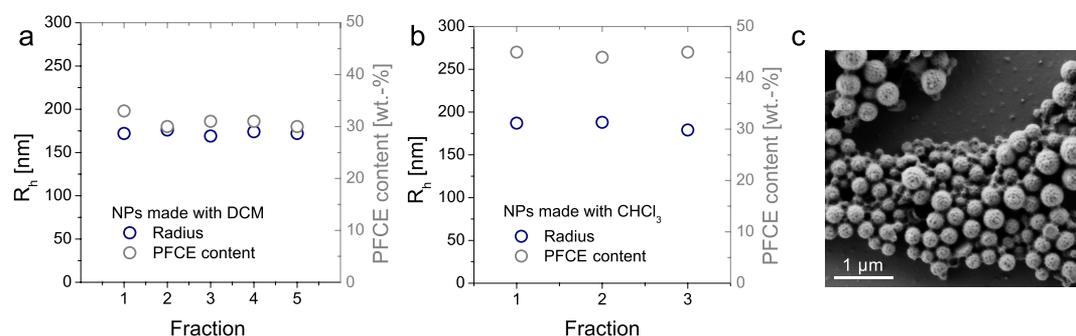 a
300
250
200
150
100
50
0
R_h [nm]
50
40
30
20
10
0
PFCE content [wt.-%]
NPs made with DCM
Radius
PFCE content
1 2 3 4 5
Fraction
b
300
250
200
150
100
50
0
R_h [nm]
50
40
30
20
10
0
PFCE content [wt.-%]
NPs made with CHCl₃
Radius
PFCE content
1 2 3
Fraction
c
1 µm